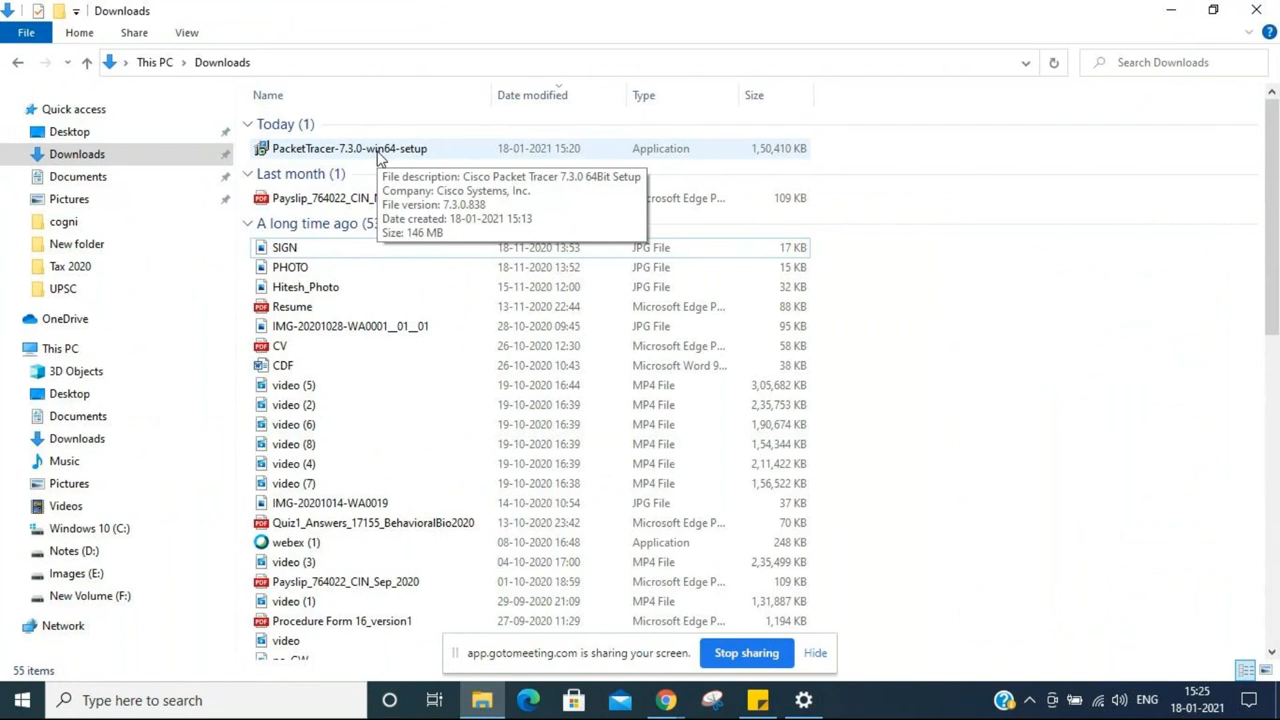 Downloads
File
Home
Share
View
This PC
Downloads
Search Downloads
Name
Date modified
Type
Size
Quick access
Desktop
Downloads
Documents
Pictures
cogni
New folder
Tax 2020
UPSC
OneDrive
This PC
3D Objects
Desktop
Documents
Downloads
Music
Pictures
Videos
Windows 10 (C:)
Notes (D:)
Images (E:)
New Volume (F:)
Network
Today (1)
PacketTracer-7.3.0-win64-setup 18-01-2021 15:20 Application 1,50,410 KB
File description: Cisco Packet Tracer 7.3.0 64Bit Setup
Company: Cisco Systems, Inc.
File version: 7.3.0.838
Date created: 18-01-2021 15:13
Size: 146 MB
Last month (1)
Payslip_764022_CIN_ Edge P... 109 KB
A long time ago
SIGN 18-11-2020 13:53 JPG File 17 KB
PHOTO 18-11-2020 13:52 JPG File 15 KB
Hitesh_Photo 15-11-2020 12:00 JPG File 32 KB
Resume 13-11-2020 22:44 Microsoft Edge P... 88 KB
IMG-20201028-WA0001__01__01 28-10-2020 09:45 JPG File 95 KB
CV 26-10-2020 12:30 Microsoft Edge P... 58 KB
CDF 26-10-2020 10:43 Microsoft Word 9... 38 KB
video (5) 19-10-2020 16:44 MP4 File 3,05,682 KB
video (2) 19-10-2020 16:39 MP4 File 2,35,753 KB
video (6) 19-10-2020 16:39 MP4 File 1,90,674 KB
video (8) 19-10-2020 16:39 MP4 File 1,54,344 KB
video (4) 19-10-2020 16:39 MP4 File 2,11,422 KB
video (7) 19-10-2020 16:38 MP4 File 1,56,522 KB
IMG-20201014-WA0019 14-10-2020 10:54 JPG File 37 KB
Quiz1_Answers_17155_BehavioralBio2020 13-10-2020 23:42 Microsoft Edge P... 70 KB
webex (1) 08-10-2020 16:48 Application 248 KB
video (3) 04-10-2020 17:00 MP4 File 2,35,499 KB
Payslip_764022_CIN_Sep_2020 01-10-2020 18:59 Microsoft Edge P... 109 KB
video (1) 29-09-2020 21:09 MP4 File 1,31,887 KB
Procedure Form 16_version1 27-09-2020 11:29 Microsoft Edge P... 1,194 KB
video
app.gotomeeting.com is sharing your screen.
Stop sharing
Hide
55 items
Type here to search
ENG
15:25
18-01-2021